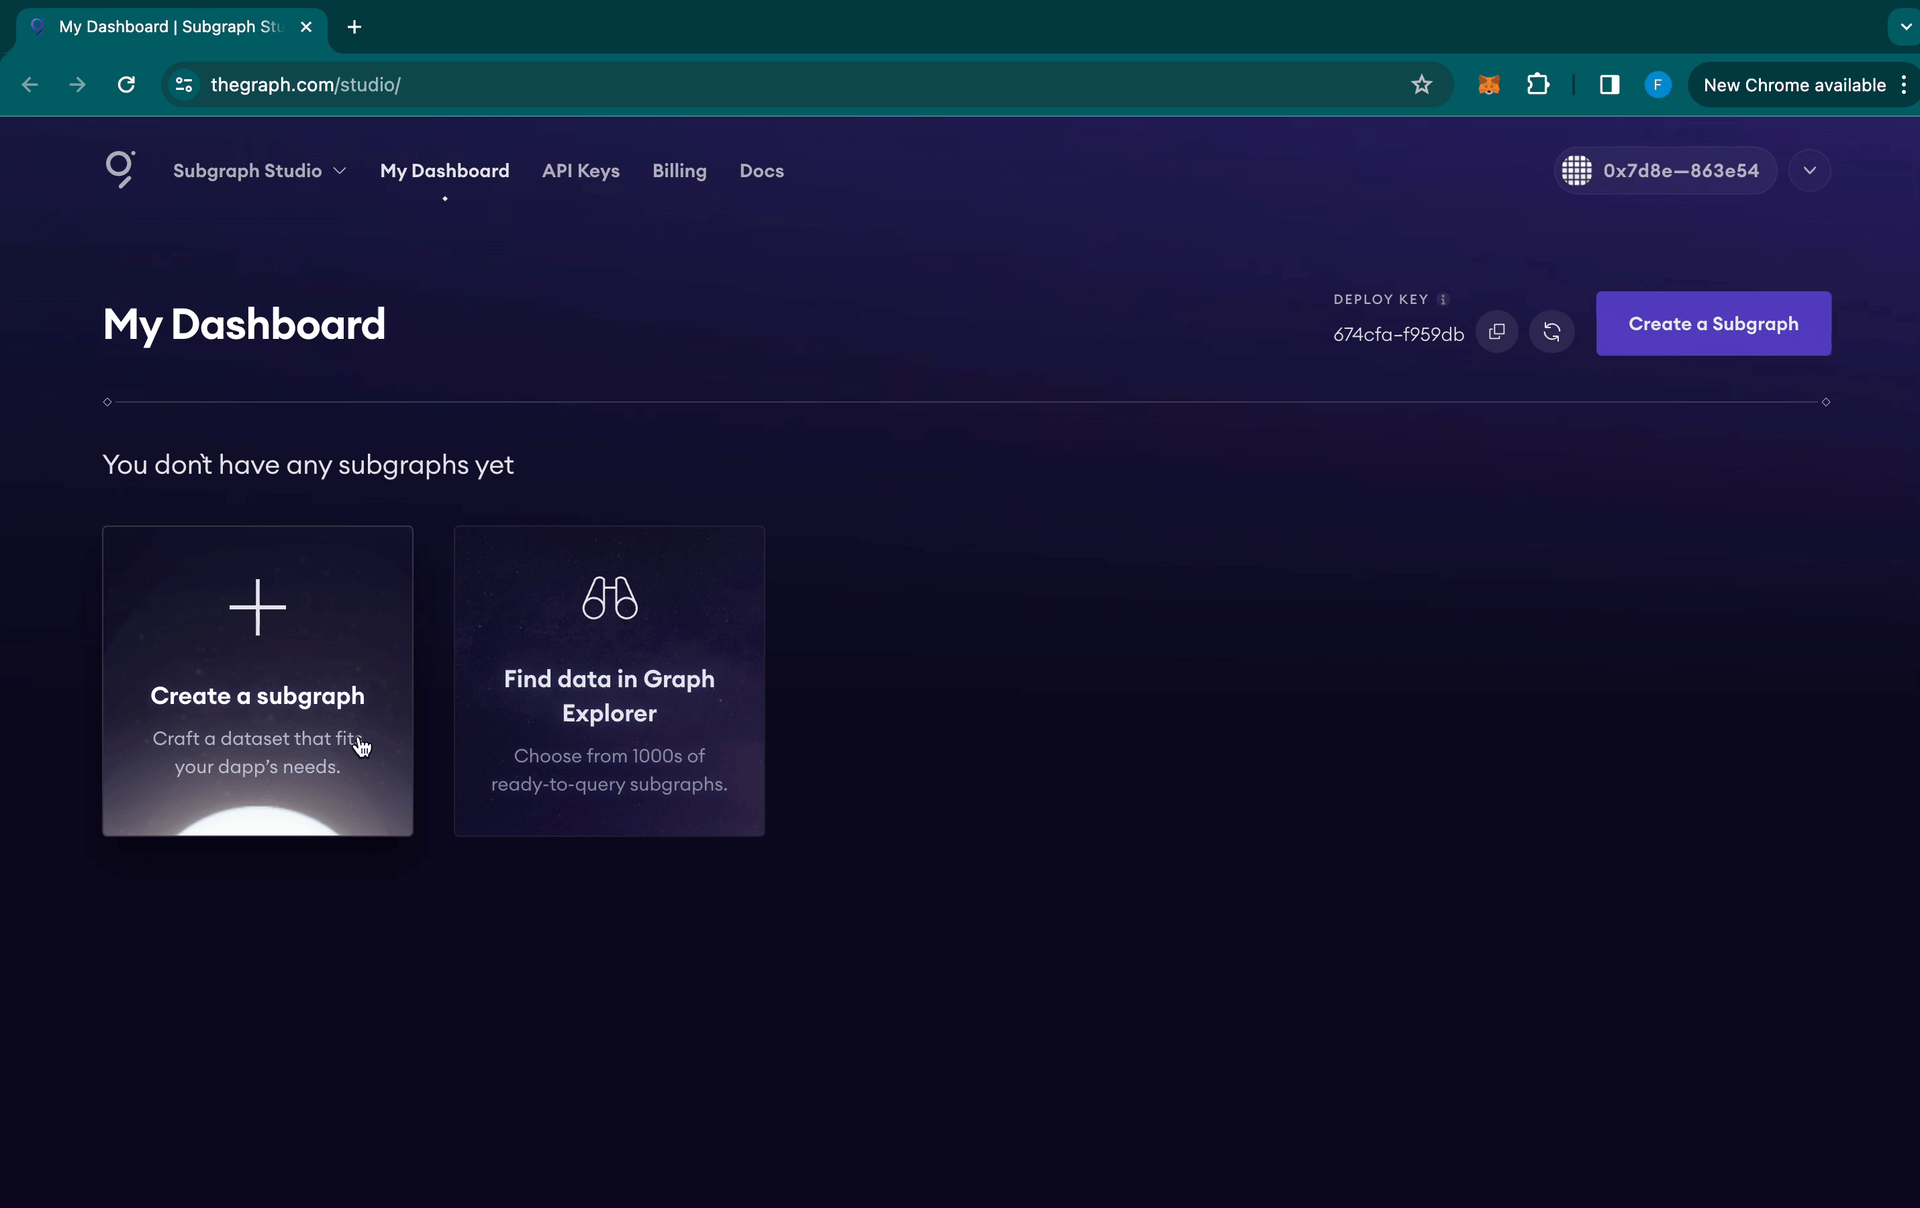 My Dashboard | Subgraph Stu
thegraph.com/studio/
F
New Chrome available
Subgraph Studio
My Dashboard
API Keys
Billing
Docs
0x7d8e—863e54
My Dashboard
DEPLOY KEY
674cfa-f959db
Create a Subgraph
You don't have any subgraphs yet
Create a subgraph
Craft a dataset that fits
your dapp's needs.
Find data in Graph
Explorer
Choose from 1000s of
ready-to-query subgraphs.